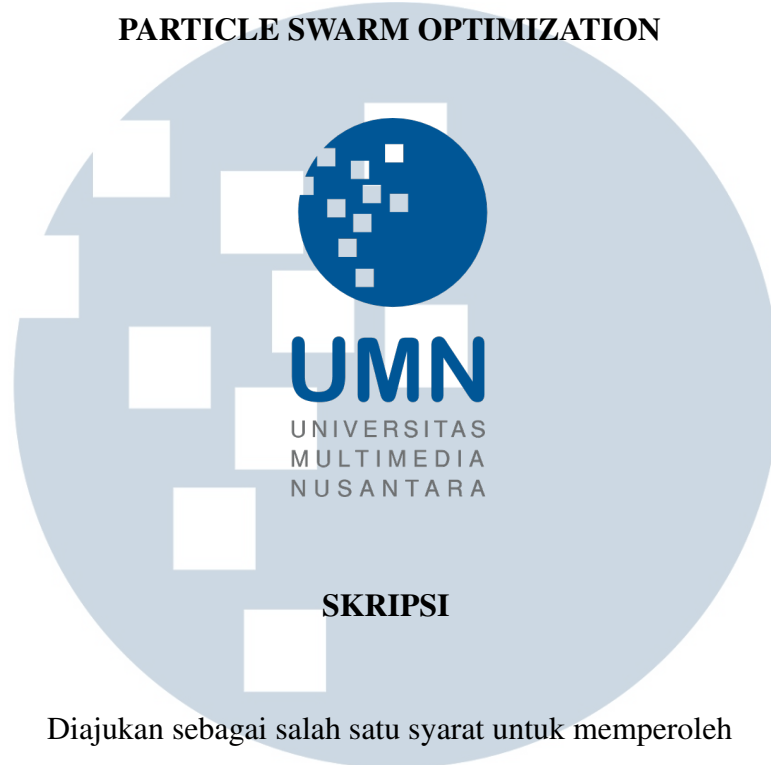 PARTICLE SWARM OPTIMIZATION
UMN
UNIVERSITAS
MULTIMEDIA
NUSANTARA
SKRIPSI
Diajukan sebagai salah satu syarat untuk memperoleh